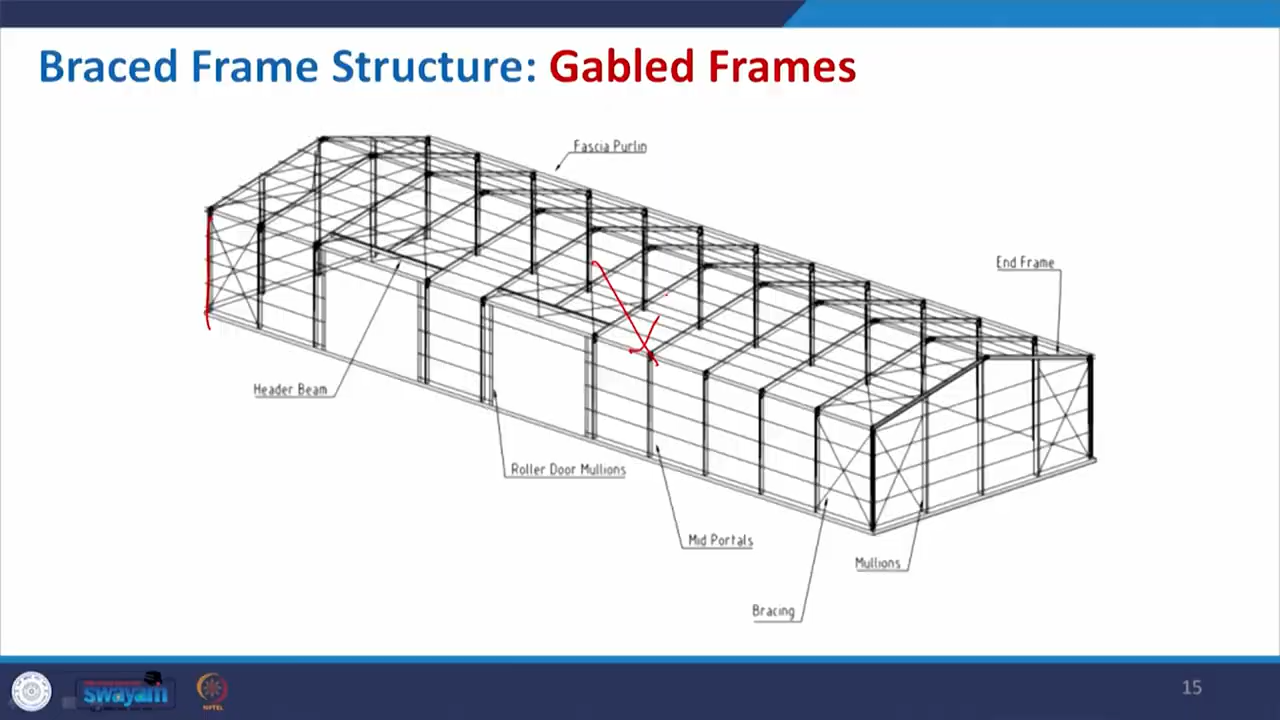 Braced Frame Structure: Gabled Frames
Fascia Purlin
End Frame
Header Beam
Roller Door Mullions
Mid Portals
Mullions
Bracing
swayam
NPTEL
15